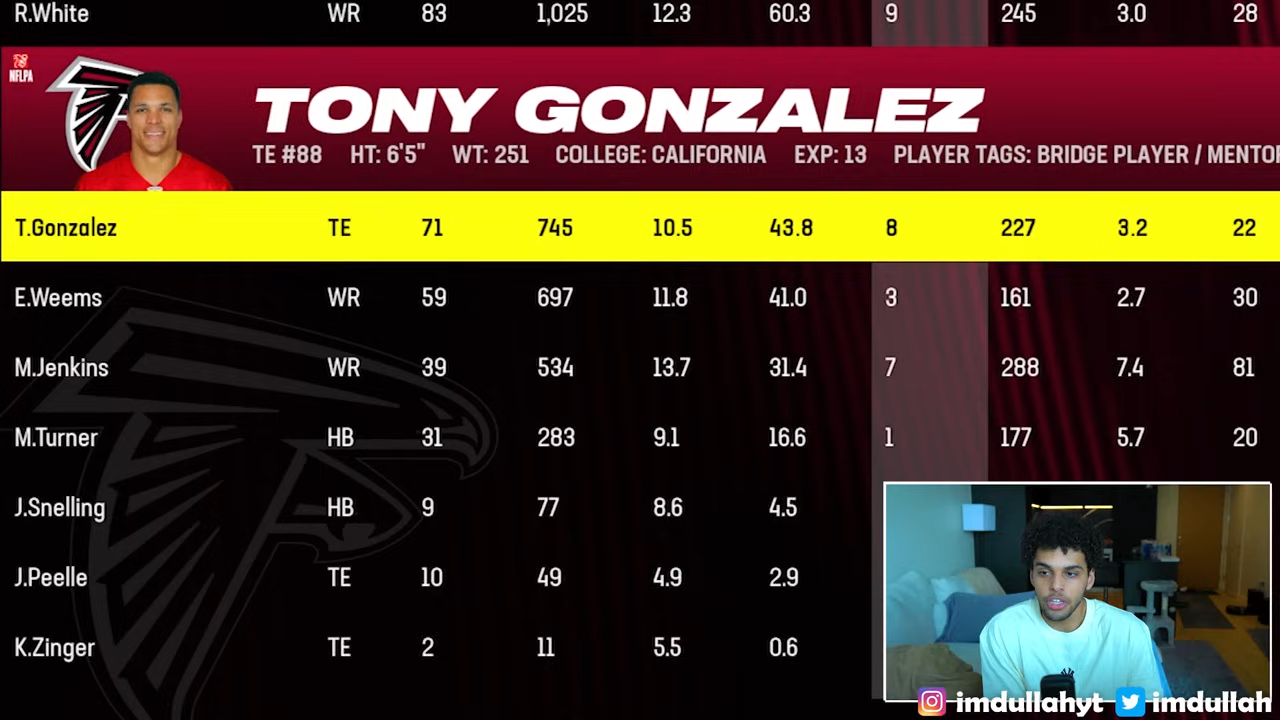 R.White WR 83 1,025 12.3 60.3 9 245 3.0 28
NFLPA
TONY GONZALEZ
TE #88 HT: 6'5" WT: 251 COLLEGE: CALIFORNIA EXP: 13 PLAYER TAGS: BRIDGE PLAYER / MENTO
T.Gonzalez TE 71 745 10.5 43.8 8 227 3.2 22
E.Weems WR 59 697 11.8 41.0 3 161 2.7 30
M.Jenkins WR 39 534 13.7 31.4 7 288 7.4 81
M.Turner HB 31 283 9.1 16.6 1 177 5.7 20
J.Snelling HB 9 77 8.6 4.5
J.Peelle TE 10 49 4.9 2.9
K.Zinger TE 2 11 5.5 0.6
imdullahyt imdullah